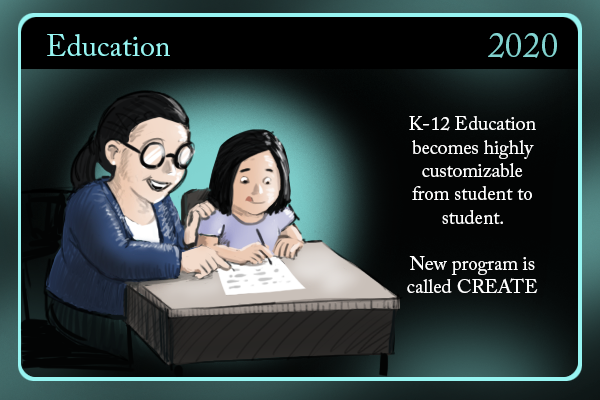 Education
2020
K-12 Education
becomes highly
customizable
from student to
student.
New program is
called CREATE